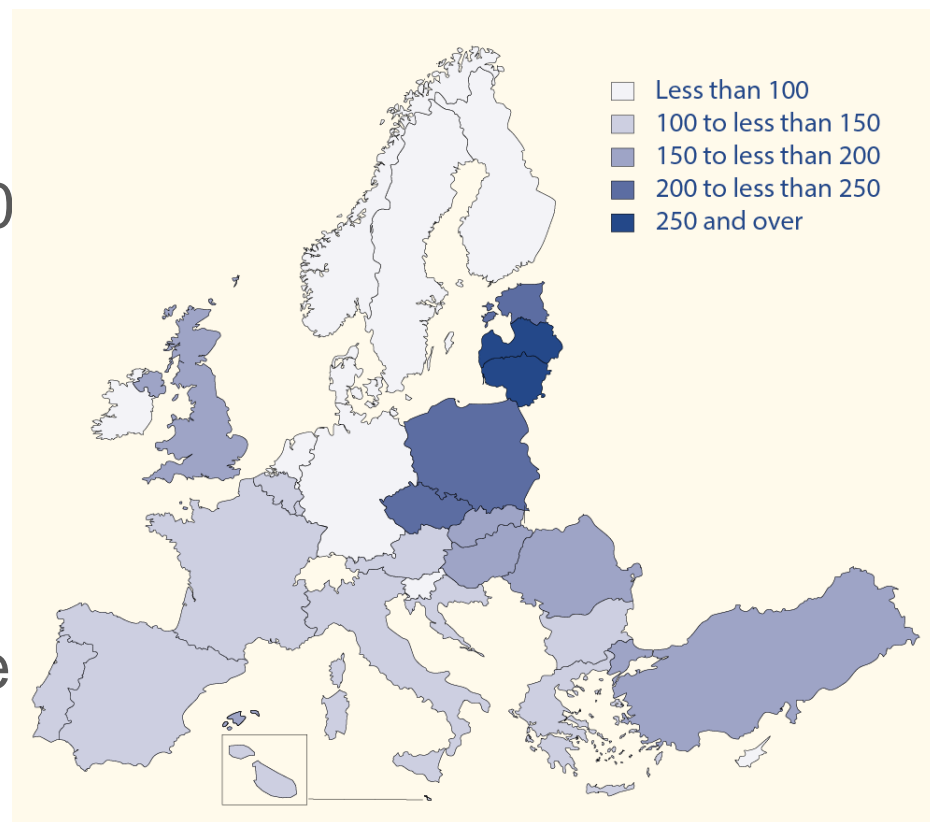 Less than 100
100 to less than 150
150 to less than 200
200 to less than 250
250 and over
0
e